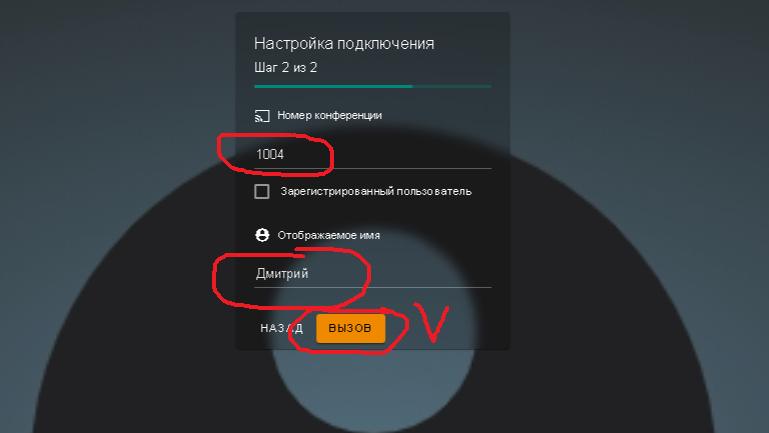 Настройка подключения
Шаг 2 из 2
Номер конференции
1004
Зарегистрированный пользователь
Отображаемое имя
Дмитрий
НАЗАД ВЫЗОВ